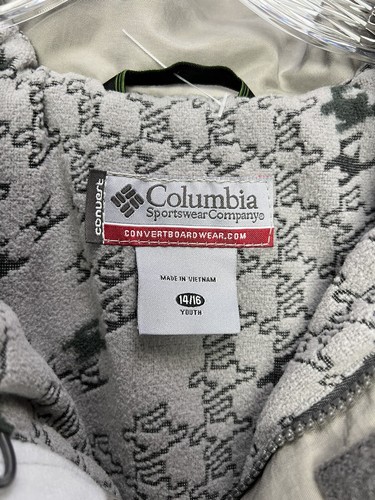 convert
Columbia
Sportswear Company®
CONVERTBOARDWEAR.COM
MADE IN VIETNAM
14/16
YOUTH